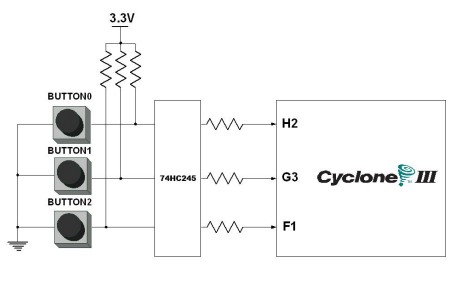 3.3V
BUTTON0
H2
BUTTON1
74HC245
G3
Cyclone III
BUTTON2
F1